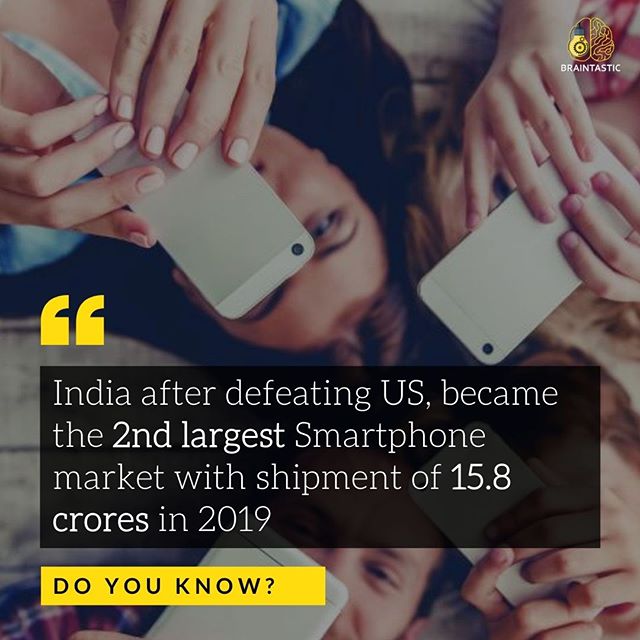 BRAINTASTIC
“
India after defeating US, became
the 2nd largest Smartphone
market with shipment of 15.8
crores in 2019
DO YOU KNOW?